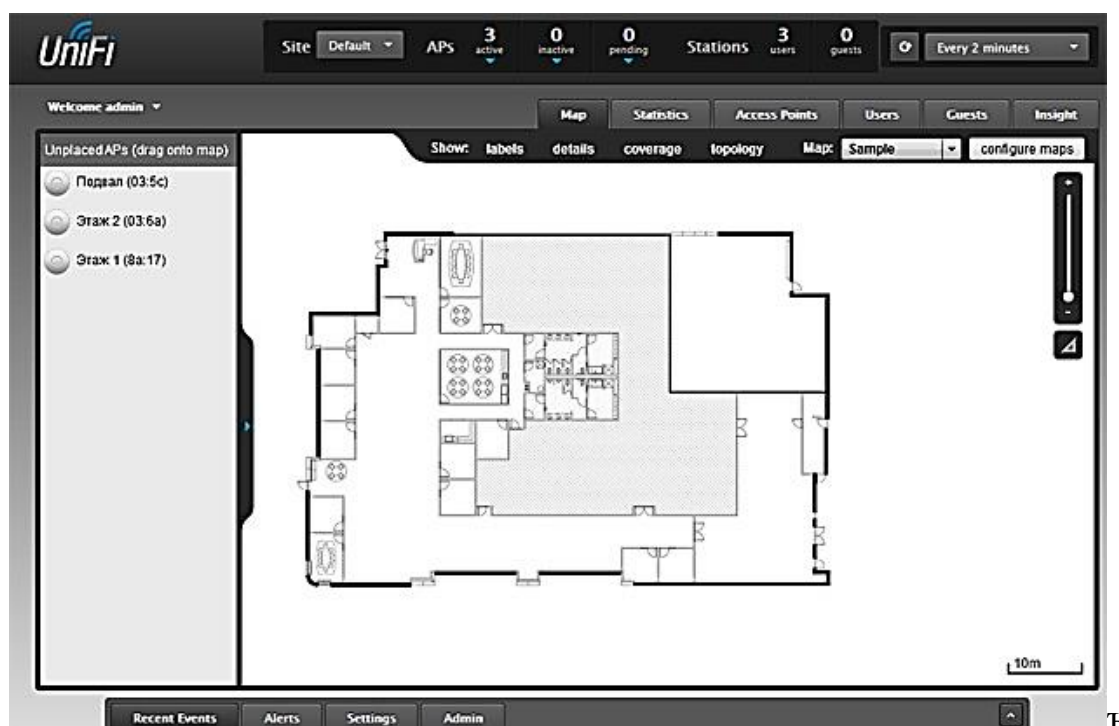 UniFi
Site Default APs 3 active 0 inactive 0 pending Stations 3 users 0 guests Every 2 minutes
Welcome admin
Map Statistics Access Points Users Guests Insight
Unplaced APs (drag onto map)
Show: labels details coverage topology Map: Sample configure maps
Подвал (03:5c)
Этаж 2 (03:6a)
Этаж 1 (8a:17)
+
-
10m
Recent Events Alerts Settings Admin